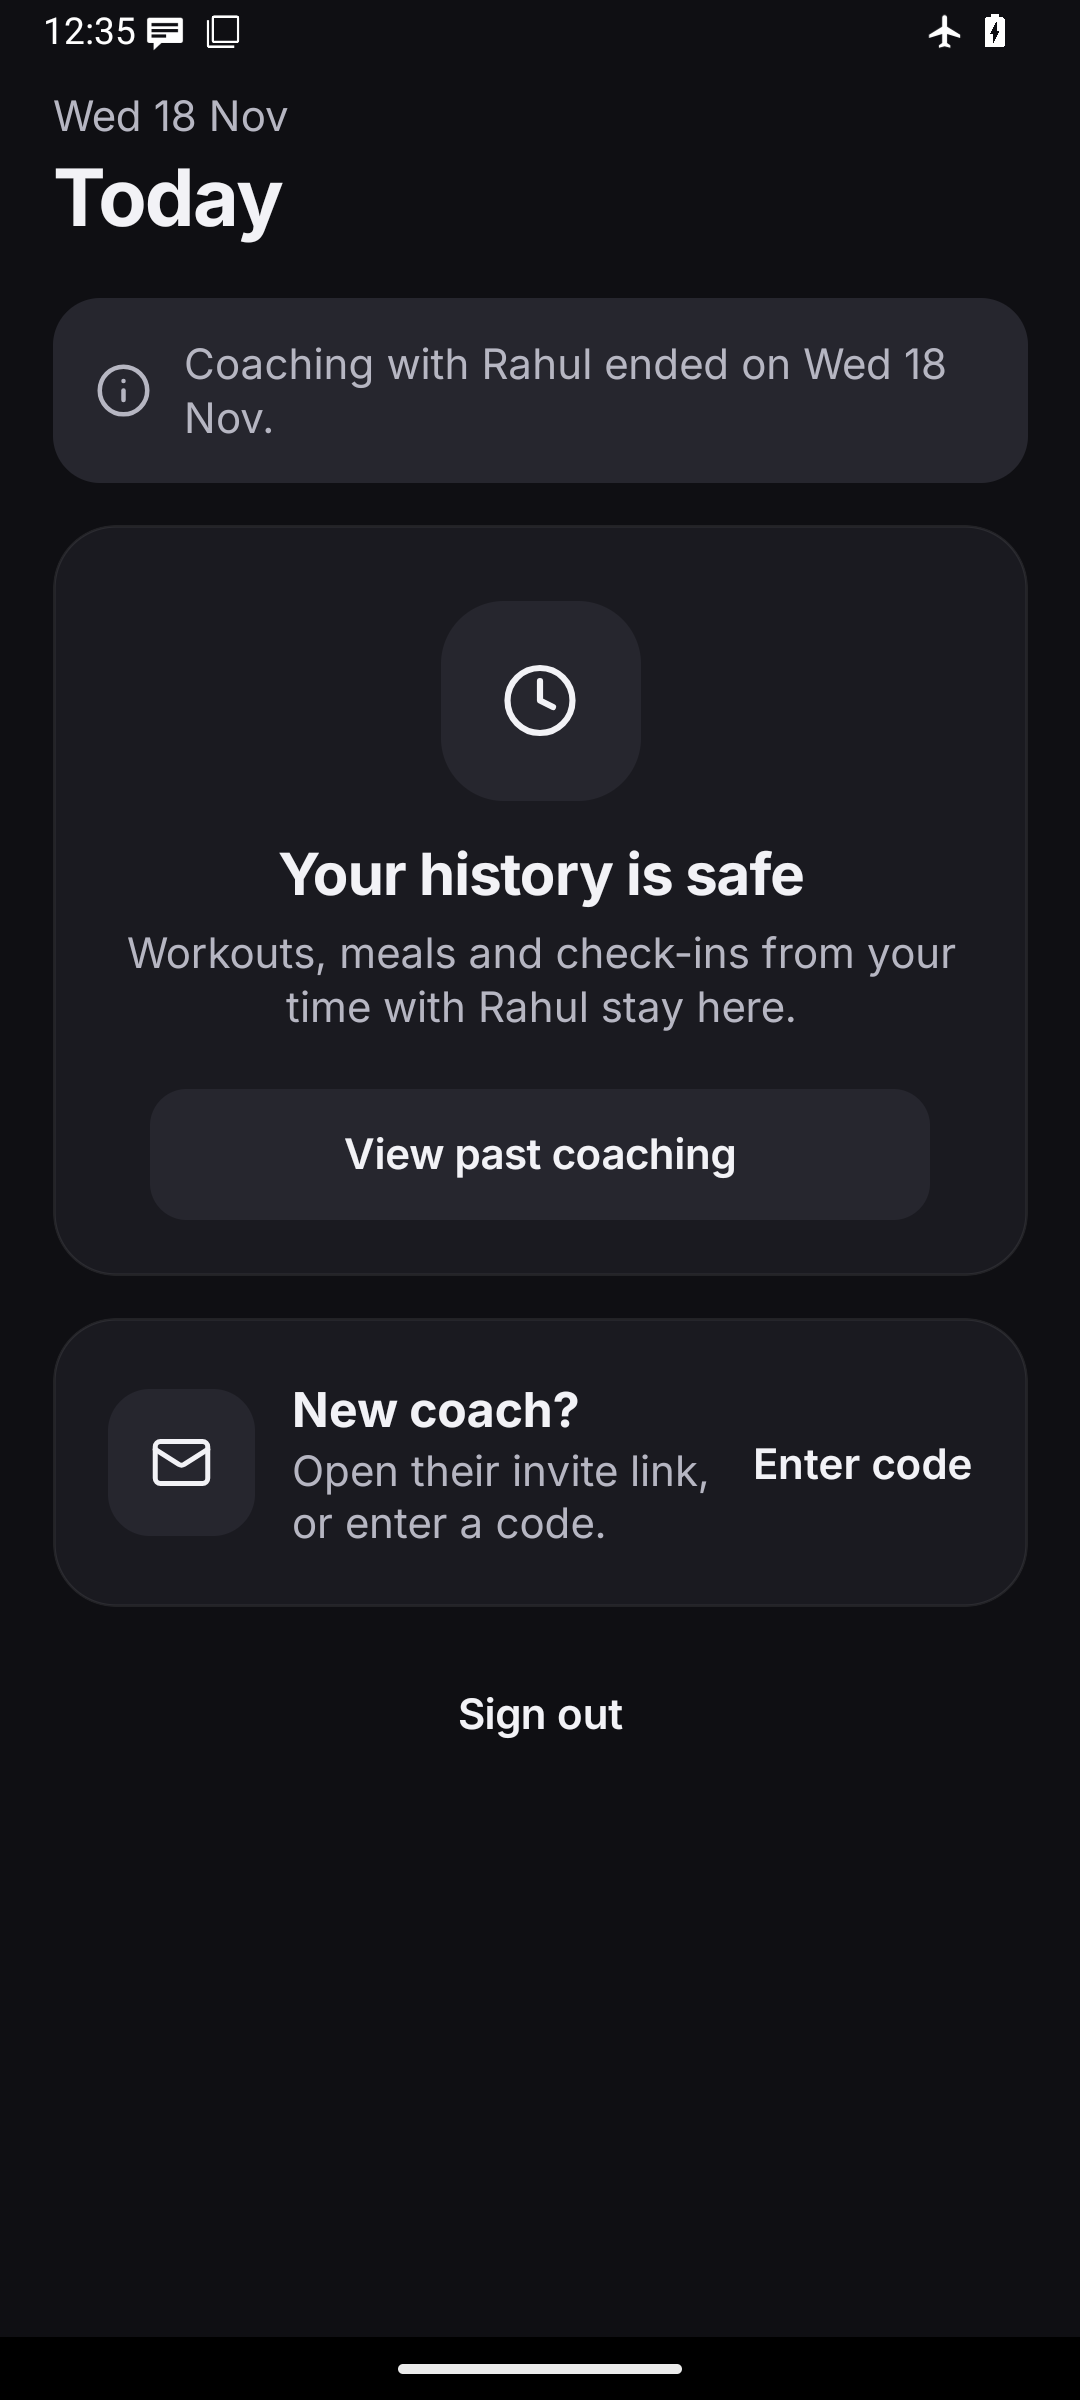 12:35
Wed 18 Nov
Today
Coaching with Rahul ended on Wed 18
Nov.
Your history is safe
Workouts, meals and check-ins from your
time with Rahul stay here.
View past coaching
New coach?
Open their invite link,
or enter a code.
Enter code
Sign out